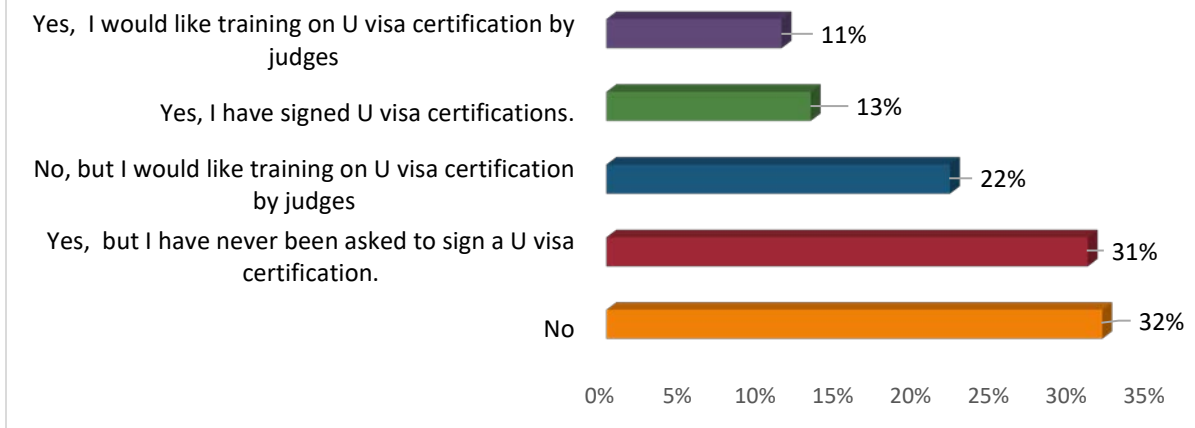 Yes,  I would like training on U visa certification by
judges
11%
Yes, I have signed U visa certifications.
13%
No, but I would like training on U visa certification
by judges
22%
Yes,  but I have never been asked to sign a U visa
certification.
31%
No
32%
0% 5% 10% 15% 20% 25% 30% 35%